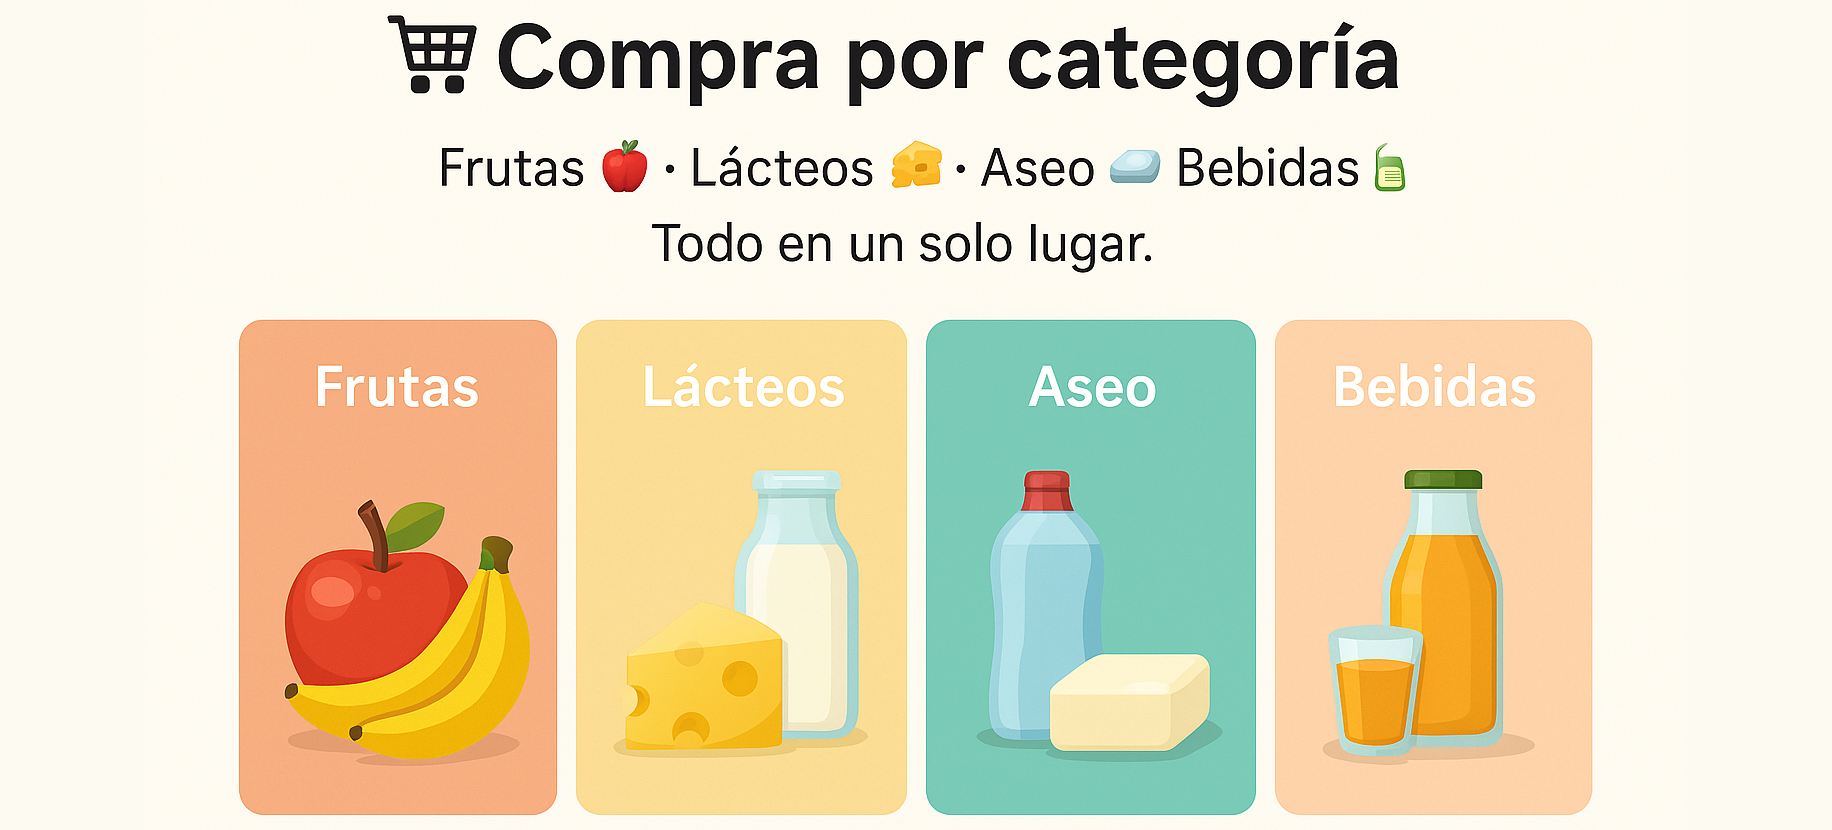 Compra por categoría
Frutas · Lácteos · Aseo Bebidas
Todo en un solo lugar.
Frutas
Lácteos
Aseo
Bebidas